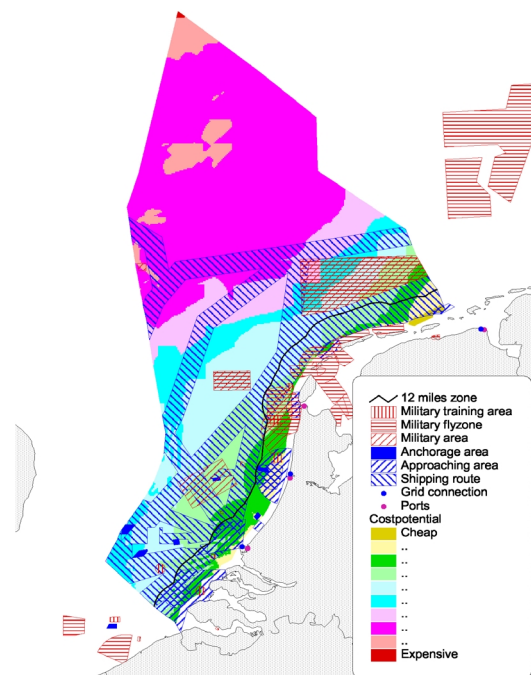 12 miles zone
Military training area
Military flyzone
Military area
Anchorage area
Approaching area
Shipping route
Grid connection
Ports
Costpotential
Cheap
..
..
..
..
..
..
..
..
Expensive